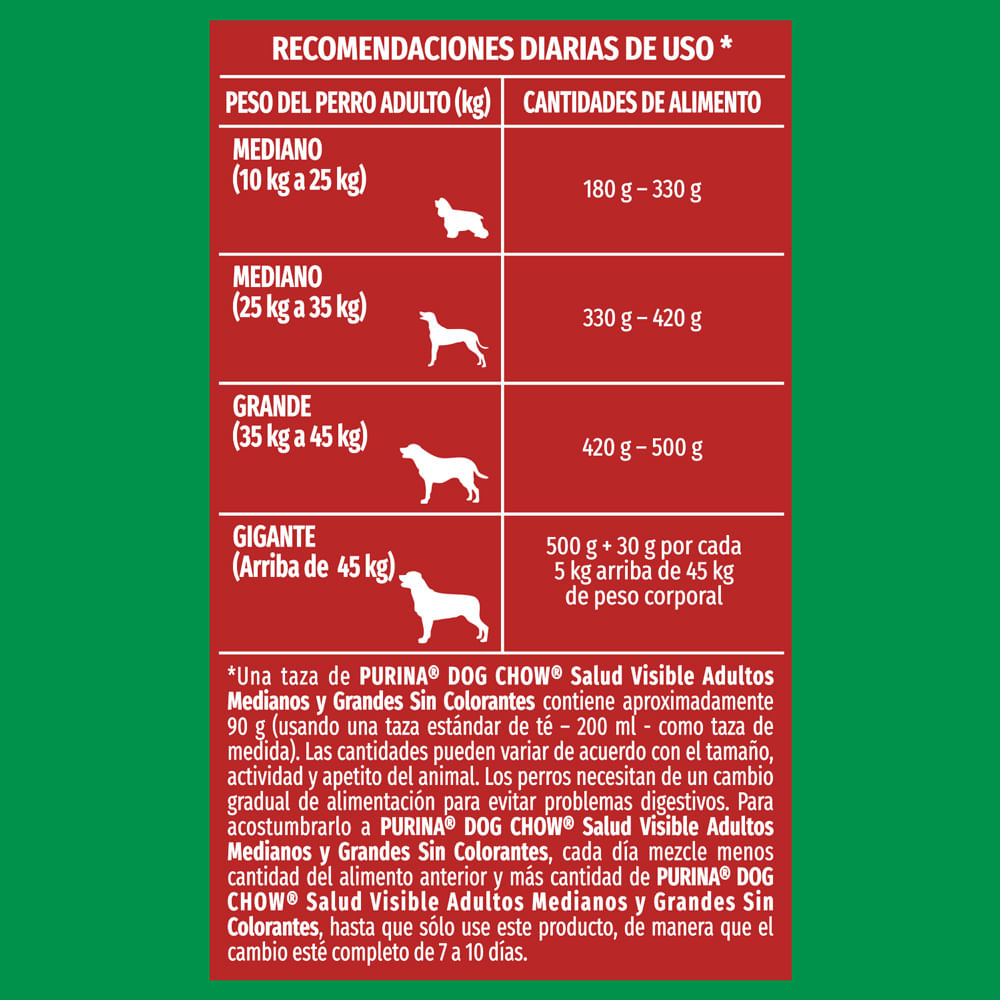 RECOMENDACIONES DIARIAS DE USO *
PESO DEL PERRO ADULTO (kg)
CANTIDADES DE ALIMENTO
MEDIANO
(10 kg a 25 kg)
180 g – 330 g
MEDIANO
(25 kg a 35 kg)
330 g – 420 g
GRANDE
(35 kg a 45 kg)
420 g – 500 g
GIGANTE
(Arriba de 45 kg)
500 g + 30 g por cada
5 kg arriba de 45 kg
de peso corporal
*Una taza de PURINA® DOG CHOW® Salud Visible Adultos
Medianos y Grandes Sin Colorantes contiene aproximadamente
90 g (usando una taza estándar de té – 200 ml - como taza de
medida). Las cantidades pueden variar de acuerdo con el tamaño,
actividad y apetito del animal. Los perros necesitan de un cambio
gradual de alimentación para evitar problemas digestivos. Para
acostumbrarlo a PURINA® DOG CHOW® Salud Visible Adultos
Medianos y Grandes Sin Colorantes, cada día mezcle menos
cantidad del alimento anterior y más cantidad de PURINA® DOG
CHOW® Salud Visible Adultos Medianos y Grandes Sin
Colorantes, hasta que sólo use este producto, de manera que el
cambio esté completo de 7 a 10 días.